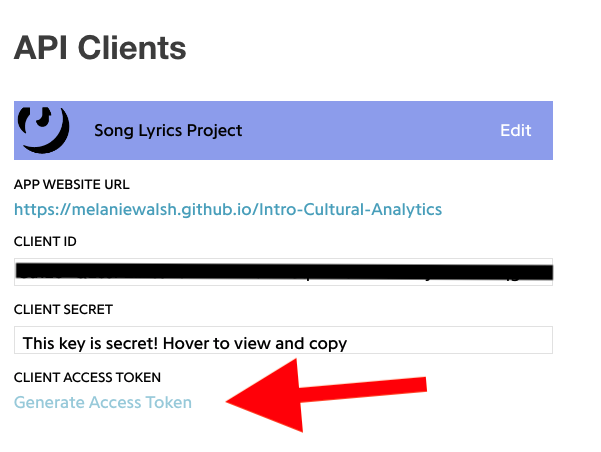 API Clients
Song Lyrics Project Edit
APP WEBSITE URL
https://melaniewalsh.github.io/Intro-Cultural-Analytics
CLIENT ID
CLIENT SECRET
This key is secret! Hover to view and copy
CLIENT ACCESS TOKEN
Generate Access Token